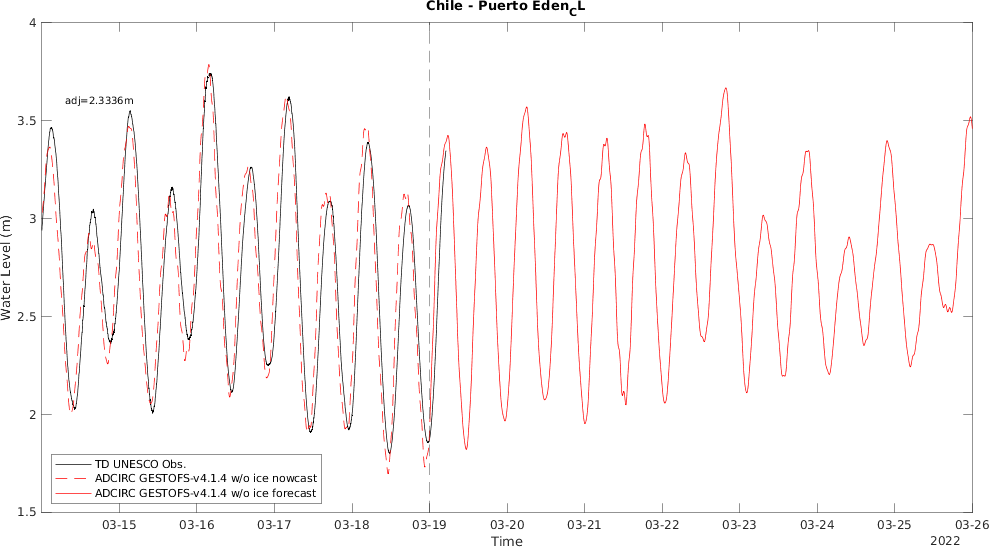 Chile - Puerto Eden_CL
4
3.5
3
2.5
2
1.5
Water Level (m)
adj=2.3336m
TD UNESCO Obs.
ADCIRC GESTOFS-v4.1.4 w/o ice nowcast
ADCIRC GESTOFS-v4.1.4 w/o ice forecast
03-15 03-16 03-17 03-18 03-19 03-20 03-21 03-22 03-23 03-24 03-25 03-26
Time
2022